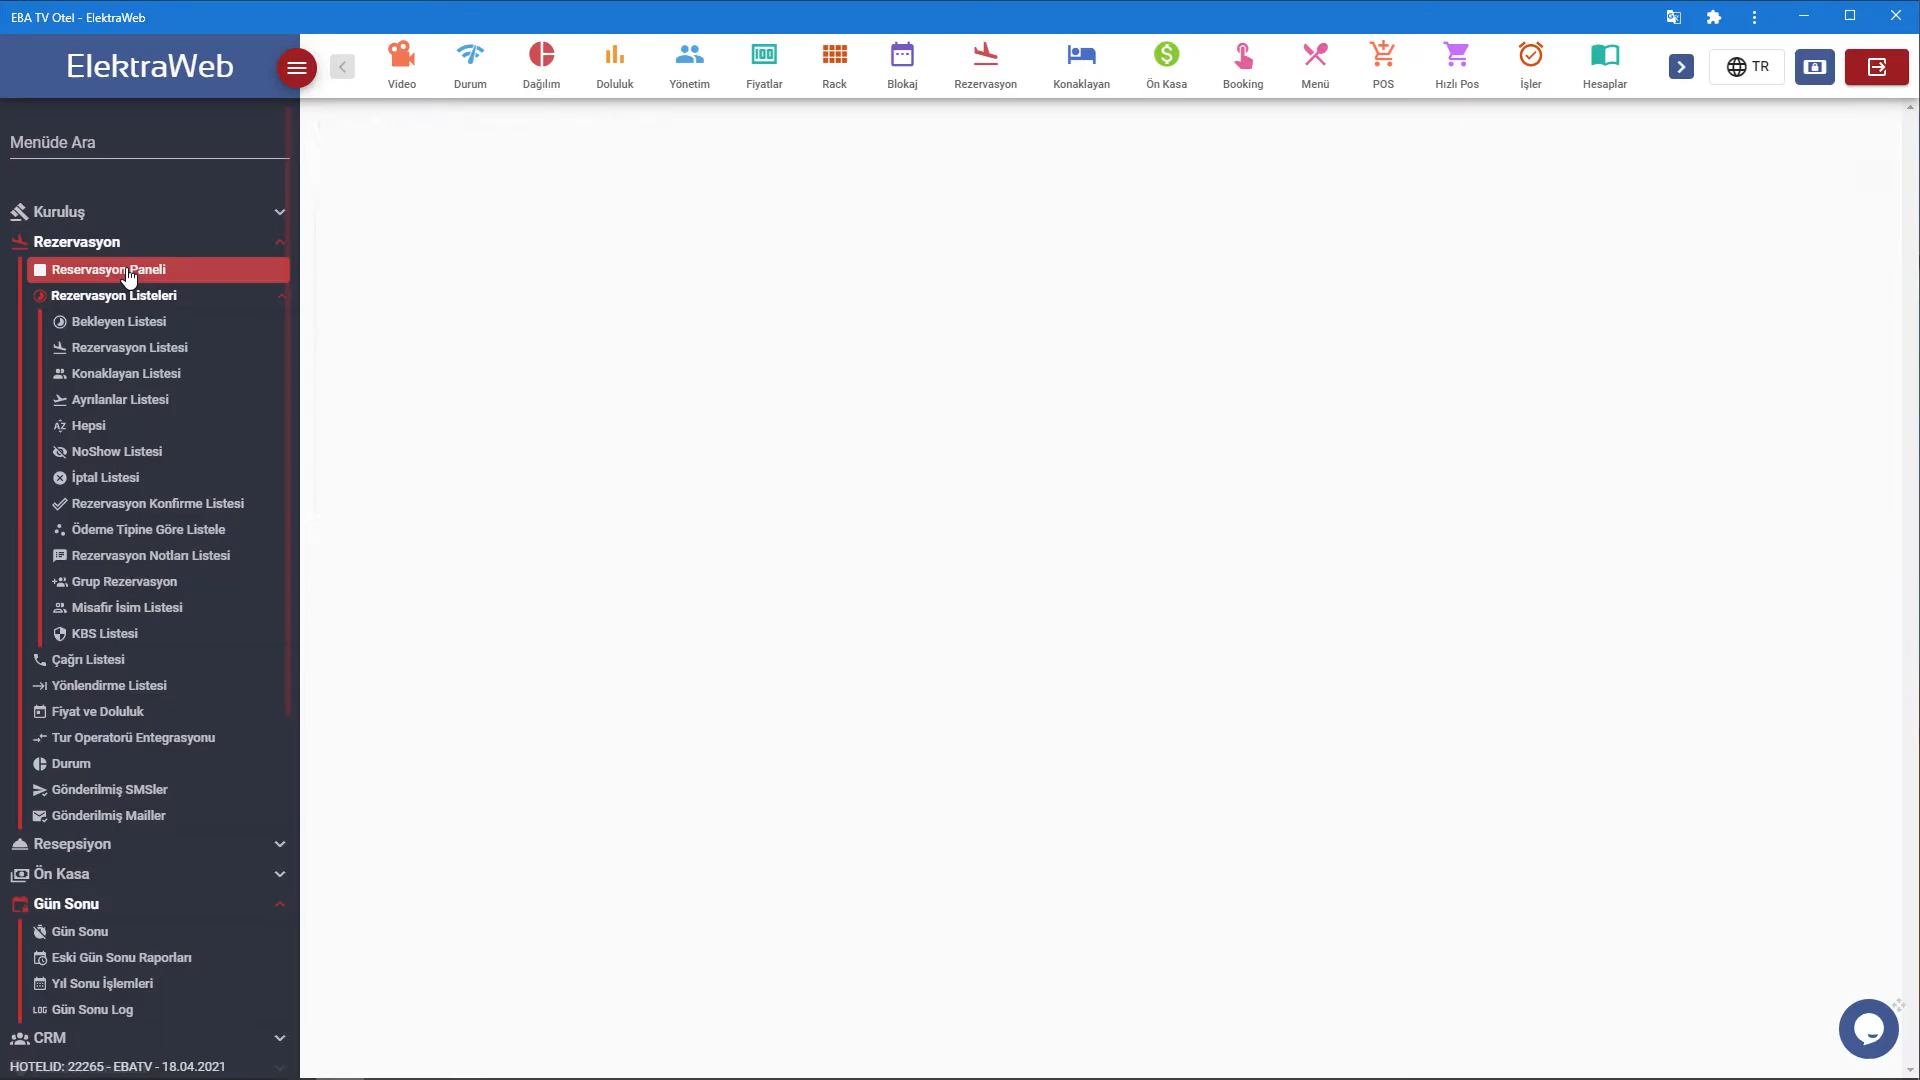 EBA TV Otel - ElektraWeb
ElektraWeb
Video
Durum
Dağılım
Doluluk
Yönetim
Fiyatlar
Rack
Blokaj
Rezervasyon
Konaklayan
Ön Kasa
Booking
Menü
POS
Hızlı Pos
İşler
Hesaplar
TR
Menüde Ara
Kuruluş
Rezervasyon
Reservasyon Paneli
Rezervasyon Listeleri
Bekleyen Listesi
Rezervasyon Listesi
Konaklayan Listesi
Ayrılanlar Listesi
Hepsi
NoShow Listesi
İptal Listesi
Rezervasyon Konfirme Listesi
Ödeme Tipine Göre Listele
Rezervasyon Notları Listesi
Grup Rezervasyon
Misafir İsim Listesi
KBS Listesi
Çağrı Listesi
Yönlendirme Listesi
Fiyat ve Doluluk
Tur Operatorü Entegrasyonu
Durum
Gönderilmiş SMSler
Gönderilmiş Mailler
Resepsiyon
Ön Kasa
Gün Sonu
Gün Sonu
Eski Gün Sonu Raporları
Yıl Sonu İşlemleri
LOG Gün Sonu Log
CRM
HOTELID: 22265 - EBATV - 18.04.2021